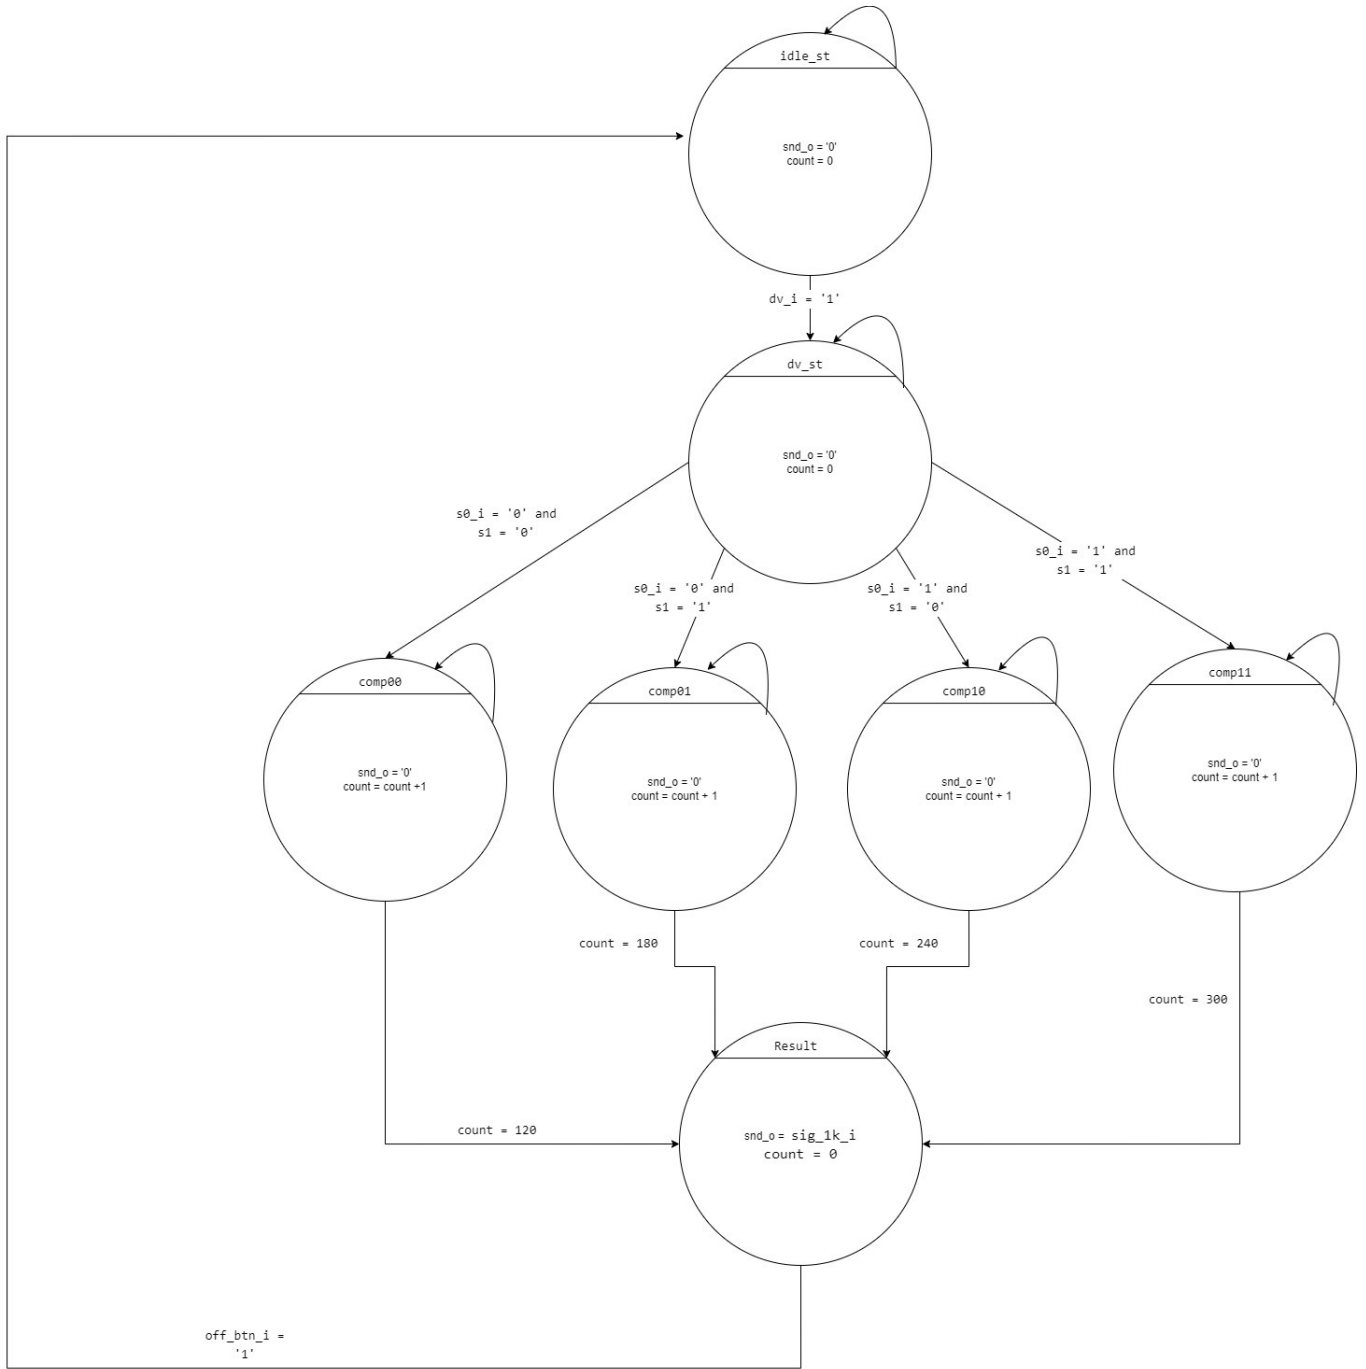 idle_st
snd_o = '0'
count = 0
dv_i = '1'
dv_st
snd_o = '0'
count = 0
s0_i = '0' and
s1 = '0'
s0_i = '0' and
s1 = '1'
s0_i = '1' and
s1 = '0'
s0_i = '1' and
s1 = '1'
comp00
snd_o = '0'
count = count +1
comp01
snd_o = '0'
count = count + 1
comp10
snd_o = '0'
count = count + 1
comp11
snd_o = '0'
count = count + 1
count = 180
count = 240
count = 300
Result
snd_o = sig_1k_i
count = 0
count = 120
off_btn_i =
'1'